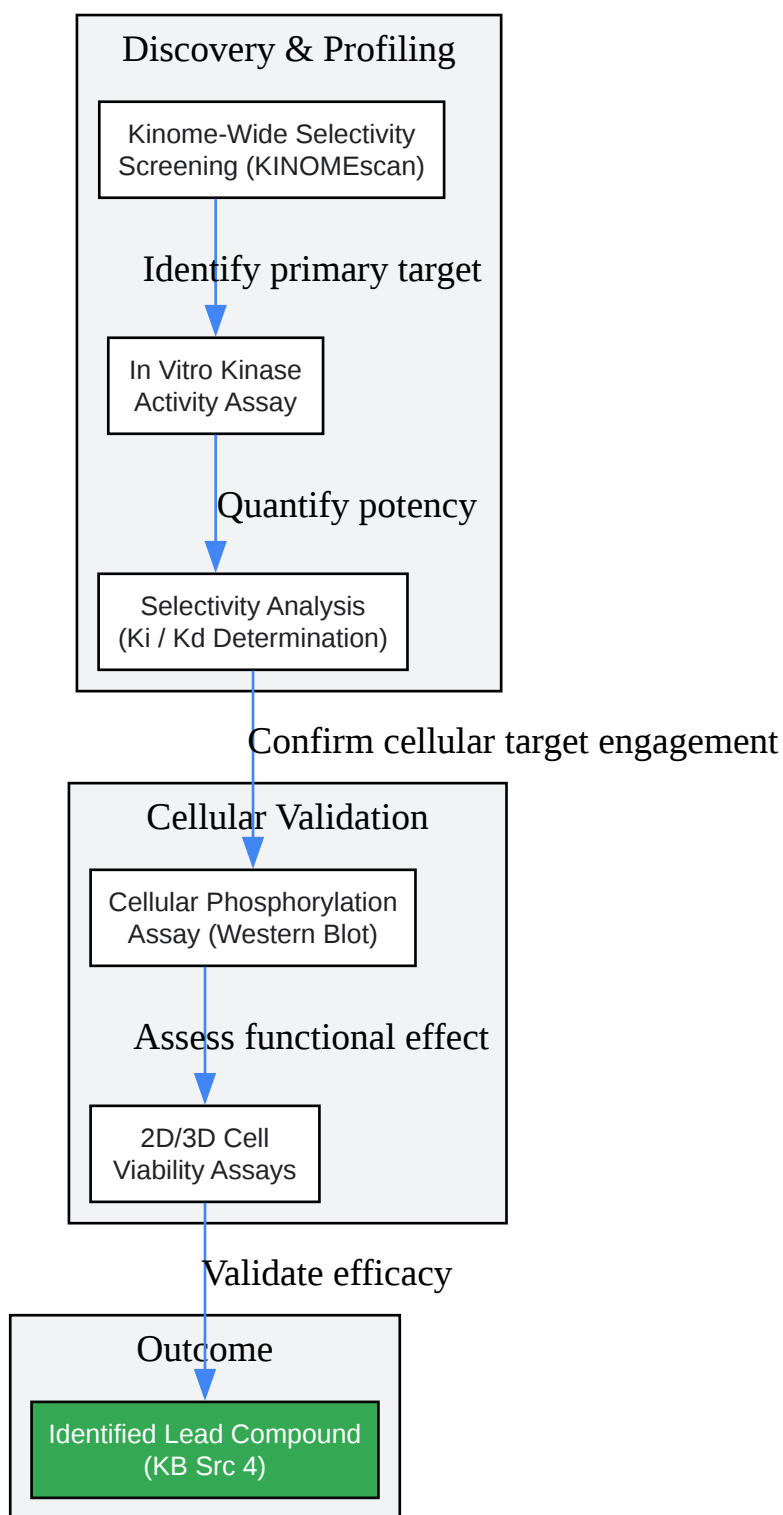 Discovery & Profiling
Kinome-Wide Selectivity
Screening (KINOMEscan)
Identify primary target
In Vitro Kinase
Activity Assay
Quantify potency
Selectivity Analysis
(Ki / Kd Determination)
Confirm cellular target engagement
Cellular Validation
Cellular Phosphorylation
Assay (Western Blot)
Assess functional effect
2D/3D Cell
Viability Assays
Validate efficacy
Outcome
Identified Lead Compound
(KB Src 4)